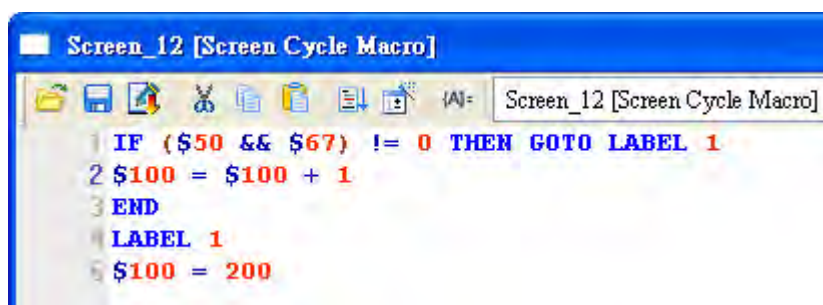 Screen_12 [Screen Cycle Macro]
{A}= Screen_12 [Screen Cycle Macro]
1 IF ($50 && $67) != 0 THEN GOTO LABEL 1
2 $100 = $100 + 1
3 END
4 LABEL 1
5 $100 = 200